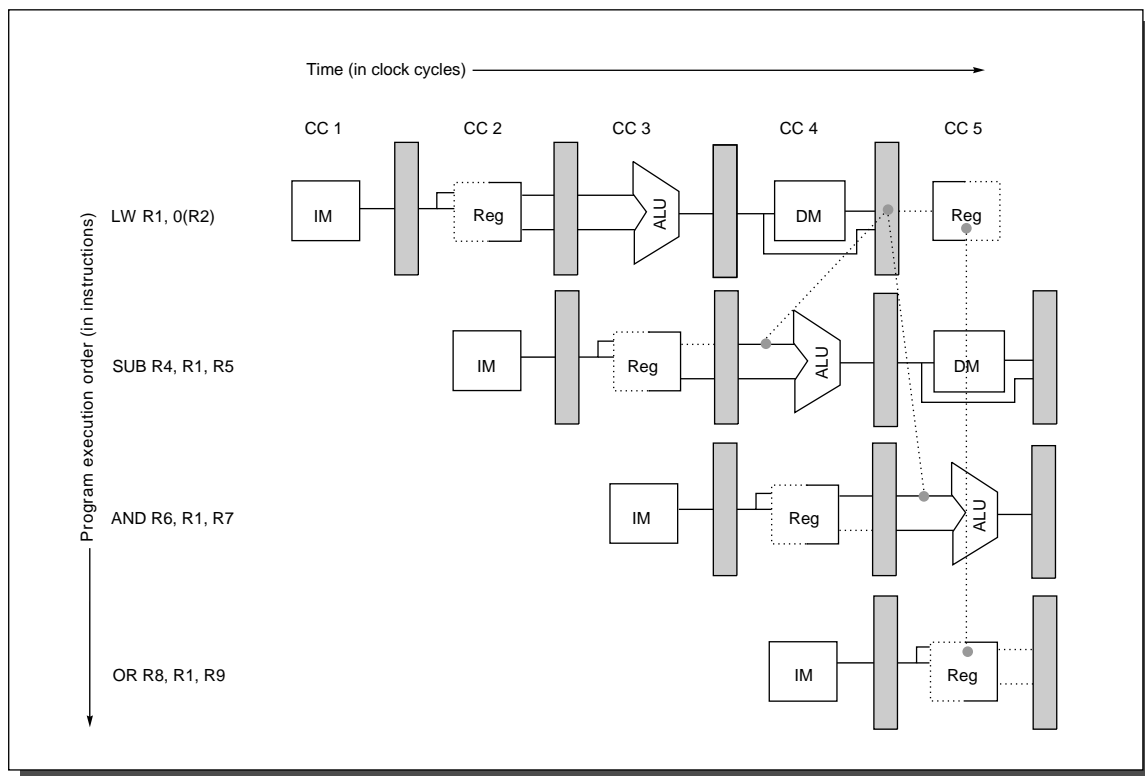 Time (in clock cycles)
CC 1 CC 2 CC 3 CC 4 CC 5
Program execution order (in instructions)
LW R1, 0(R2) IM Reg ALU DM Reg
SUB R4, R1, R5 IM Reg ALU DM
AND R6, R1, R7 IM Reg ALU
OR R8, R1, R9 IM Reg